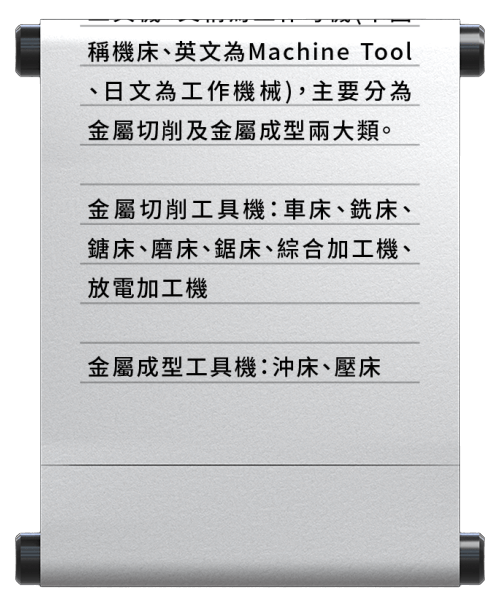 稱機床、英文為Machine Tool
、日文為工作機械)，主要分為
金屬切削及金屬成型兩大類。
金屬切削工具機：車床、銑床、
鎕床、磨床、鋸床、綜合加工機、
放電加工機
金屬成型工具機：沖床、壓床